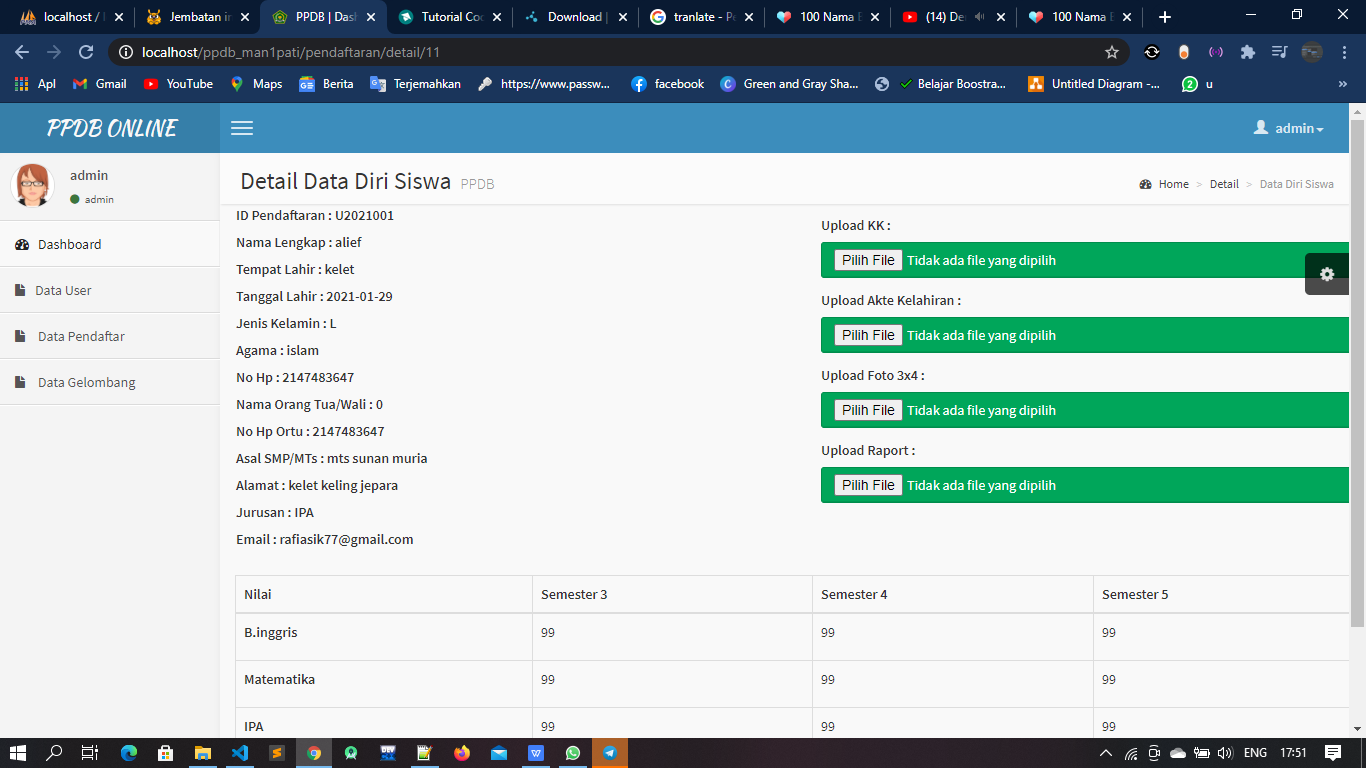 localhost / l
Jembatan in
PPDB | Das
Tutorial Co
Download |
tranlate - Pe
100 Nama B
(14) De
100 Nama B
localhost/ppdb_man1pati/pendaftaran/detail/11
Apl
Gmail
YouTube
Maps
Berita
Terjemahkan
https://www.passw...
facebook
Green and Gray Sha...
Belajar Boostra...
Untitled Diagram -...
2
u
»
PPDB ONLINE
admin
admin
admin
Dashboard
Data User
Data Pendaftar
Data Gelombang
Detail Data Diri Siswa PPDB
Home > Detail > Data Diri Siswa
ID Pendaftaran : U2021001
Nama Lengkap : alief
Tempat Lahir : kelet
Tanggal Lahir : 2021-01-29
Jenis Kelamin : L
Agama : islam
No Hp : 2147483647
Nama Orang Tua/Wali : 0
No Hp Ortu : 2147483647
Asal SMP/MTs : mts sunan muria
Alamat : kelet keling jepara
Jurusan : IPA
Email : rafiasik77@gmail.com
Upload KK :
Pilih File Tidak ada file yang dipilih
Upload Akte Kelahiran :
Pilih File Tidak ada file yang dipilih
Upload Foto 3x4 :
Pilih File Tidak ada file yang dipilih
Upload Raport :
Pilih File Tidak ada file yang dipilih
Nilai Semester 3 Semester 4 Semester 5
B.inggris 99 99 99
Matematika 99 99 99
IPA 99 99 99
ENG 17:51